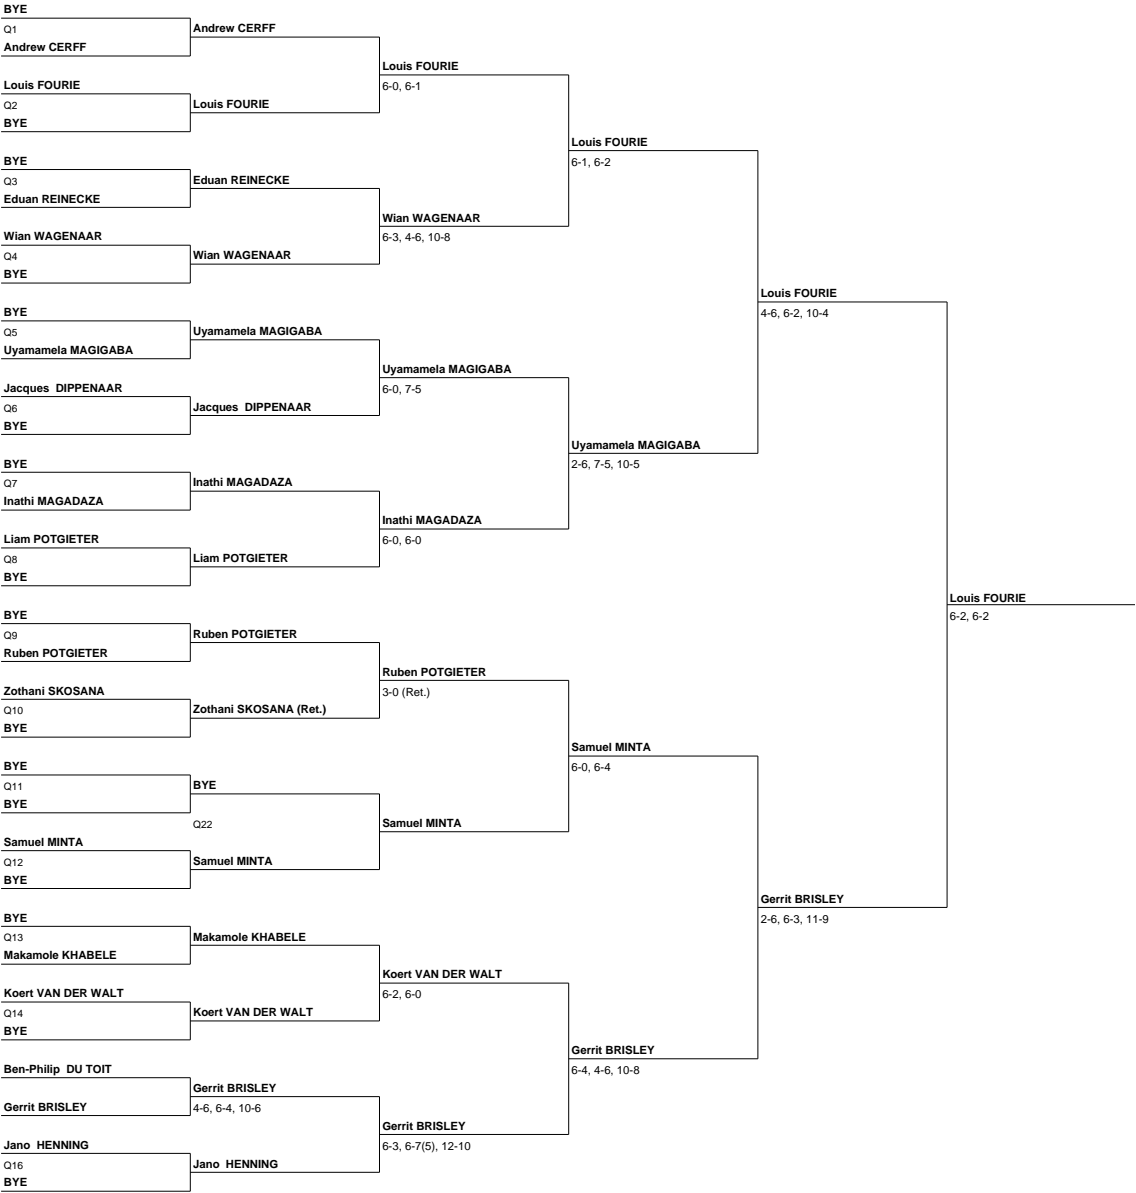 BYE
Q1
Andrew CERFF
Louis FOURIE
Q2
BYE
BYE
Q3
Eduan REINECKE
Wian WAGENAAR
Q4
BYE
BYE
Q5
Uyamamela MAGIGABA
Jacques  DIPPENAAR
Q6
BYE
BYE
Q7
Inathi MAGADAZA
Liam POTGIETER
Q8
BYE
BYE
Q9
Ruben POTGIETER
Zothani SKOSANA
Q10
BYE
BYE
Q11
BYE
Samuel MINTA
Q12
BYE
BYE
Q13
Makamole KHABELE
Koert VAN DER WALT
Q14
BYE
Ben-Philip  DU TOIT
Gerrit BRISLEY
Jano  HENNING
Q16
BYE
Andrew CERFF
Louis FOURIE
Eduan REINECKE
Wian WAGENAAR
Uyamamela MAGIGABA
Jacques  DIPPENAAR
Inathi MAGADAZA
Liam POTGIETER
Ruben POTGIETER
Zothani SKOSANA (Ret.)
BYE
Q22
Samuel MINTA
Makamole KHABELE
Koert VAN DER WALT
Gerrit BRISLEY
4-6, 6-4, 10-6
Jano  HENNING
Louis FOURIE
6-0, 6-1
Wian WAGENAAR
6-3, 4-6, 10-8
Uyamamela MAGIGABA
6-0, 7-5
Inathi MAGADAZA
6-0, 6-0
Ruben POTGIETER
3-0 (Ret.)
Samuel MINTA
Koert VAN DER WALT
6-2, 6-0
Gerrit BRISLEY
6-3, 6-7(5), 12-10
Louis FOURIE
6-1, 6-2
Uyamamela MAGIGABA
2-6, 7-5, 10-5
Samuel MINTA
6-0, 6-4
Gerrit BRISLEY
6-4, 4-6, 10-8
Louis FOURIE
4-6, 6-2, 10-4
Gerrit BRISLEY
2-6, 6-3, 11-9
Louis FOURIE
6-2, 6-2